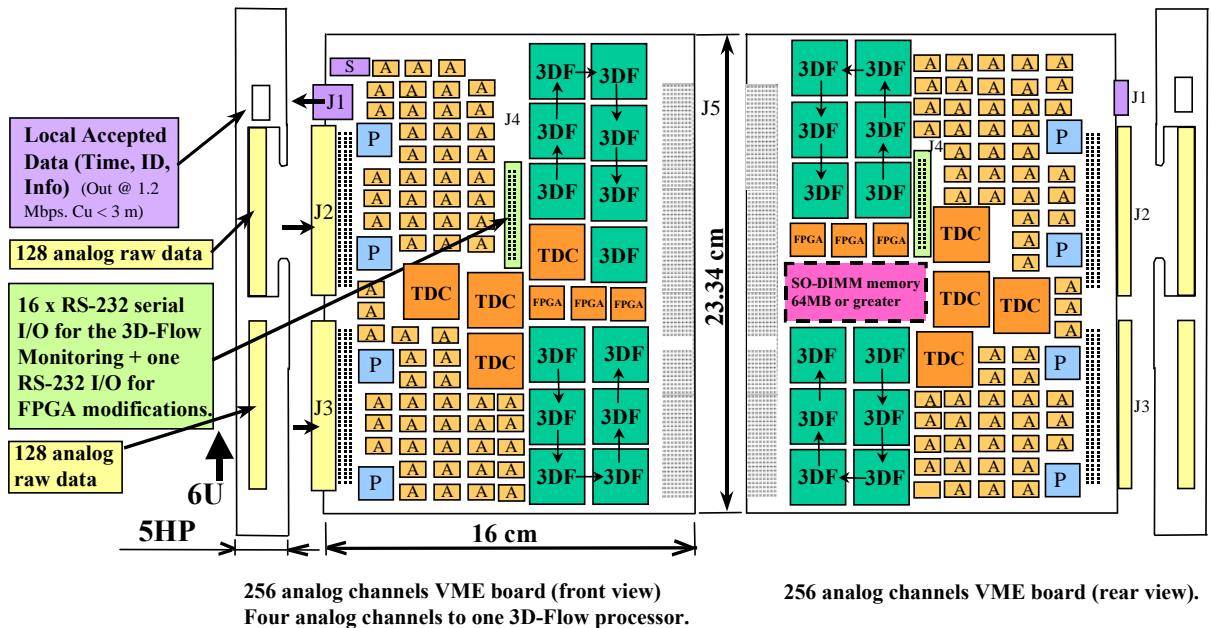 Local Accepted
Data (Time, ID,
Info) (Out @ 1.2
Mbps. Cu < 3 m)
128 analog raw data
16 x RS-232 serial
I/O for the 3D-Flow
Monitoring + one
RS-232 I/O for
FPGA modifications.
128 analog
raw data
6U
5HP
16 cm
23.34 cm
S A A A
J1 A A A A
A A A A
P A A A
A A A
A A A A
A A A A
J2 A A A A
P A A A
A
A
A A A
P A A
A A
J3 A A A A A
A A A A A
A A A A A
P A A A A
A A A A
J4
J5
3DF 3DF
3DF 3DF
3DF 3DF
TDC 3DF
TDC TDC
FPGA FPGA FPGA
TDC
3DF 3DF
3DF 3DF
3DF 3DF
3DF 3DF
3DF 3DF
3DF 3DF
J4
FPGA FPGA FPGA
TDC
SO-DIMM memory
64MB or greater
TDC TDC
TDC
3DF 3DF
3DF 3DF
3DF 3DF
A A A A
A A A A A
A A A A A
A A A P
A A A
A A A A A
A A A A A
A A
A P
A
A
A
A A P
A A
A A A A A
A A A A A
A A A A A
A A A P
A A A
J1
J2
J3
256 analog channels VME board (front view)
Four analog channels to one 3D-Flow processor.
256 analog channels VME board (rear view).